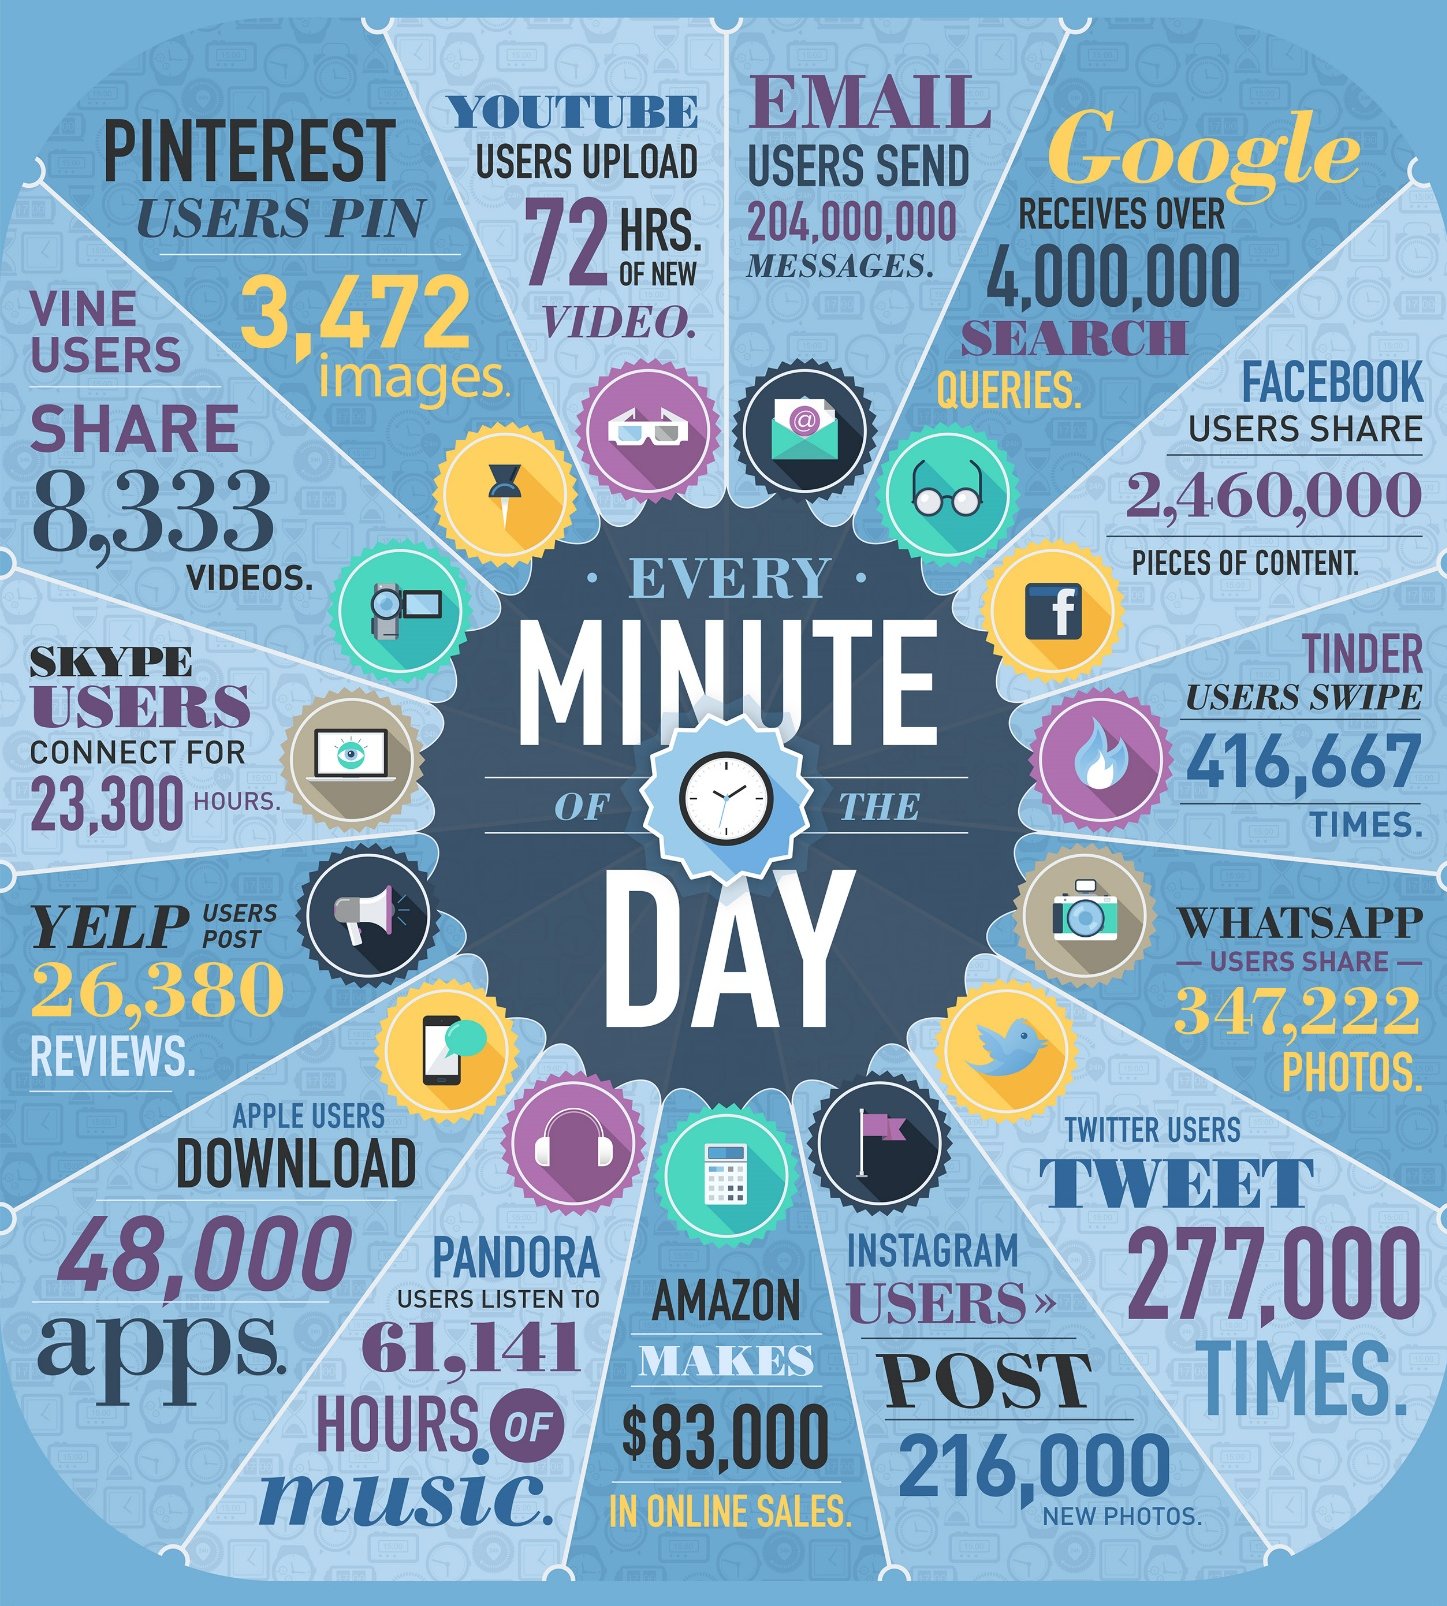 EVERY
MINUTE
OF THE
DAY
EMAIL
USERS SEND
204,000,000
MESSAGES.
@
Google
RECEIVES OVER
4,000,000
SEARCH
QUERIES.
FACEBOOK
USERS SHARE
2,460,000
PIECES OF CONTENT.
f
TINDER
USERS SWIPE
416,667
TIMES.
WHATSAPP
— USERS SHARE —
347,222
PHOTOS.
TWITTER USERS
TWEET
277,000
TIMES.
INSTAGRAM
USERS »
POST
216,000
NEW PHOTOS.
AMAZON
MAKES
$83,000
IN ONLINE SALES.
PANDORA
USERS LISTEN TO
61,141
HOURS OF
music.
APPLE USERS
DOWNLOAD
48,000
apps.
YELP USERS
POST
26,380
REVIEWS.
SKYPE
USERS
CONNECT FOR
23,300 HOURS.
VINE
USERS
SHARE
8,333
VIDEOS.
PINTEREST
USERS PIN
3,472
images.
YOUTUBE
USERS UPLOAD
72 HRS.
OF NEW
VIDEO.